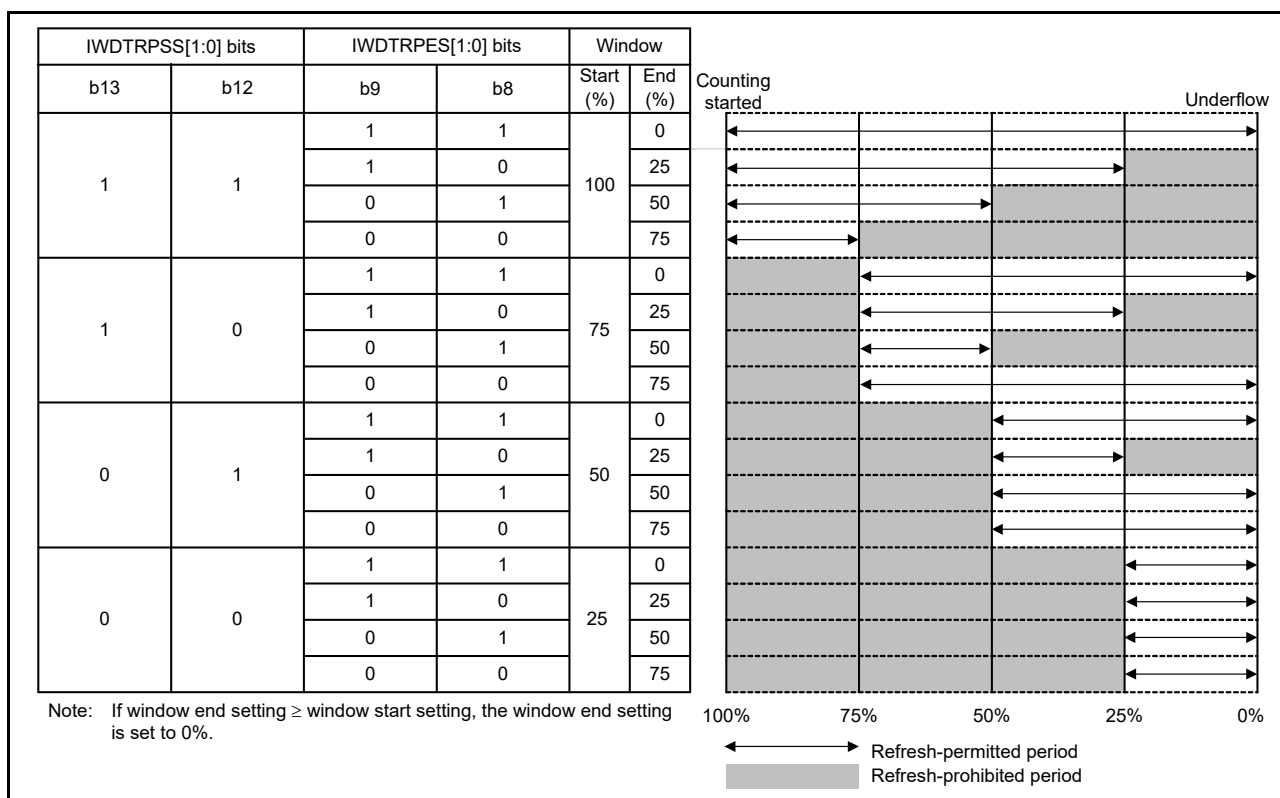 IWDTRPSS[1:0] bits IWDTRPES[1:0] bits Window
b13 b12 b9 b8 Start (%) End (%)
Counting started Underflow
1 1 1 1 100 0
1 0 25
0 1 50
0 0 75
1 0 1 1 75 0
1 0 25
0 1 50
0 0 75
0 1 1 1 50 0
1 0 25
0 1 50
0 0 75
0 0 1 1 25 0
1 0 25
0 1 50
0 0 75
Note: If window end setting ≥ window start setting, the window end setting
is set to 0%.
100% 75% 50% 25% 0%
Refresh-permitted period
Refresh-prohibited period